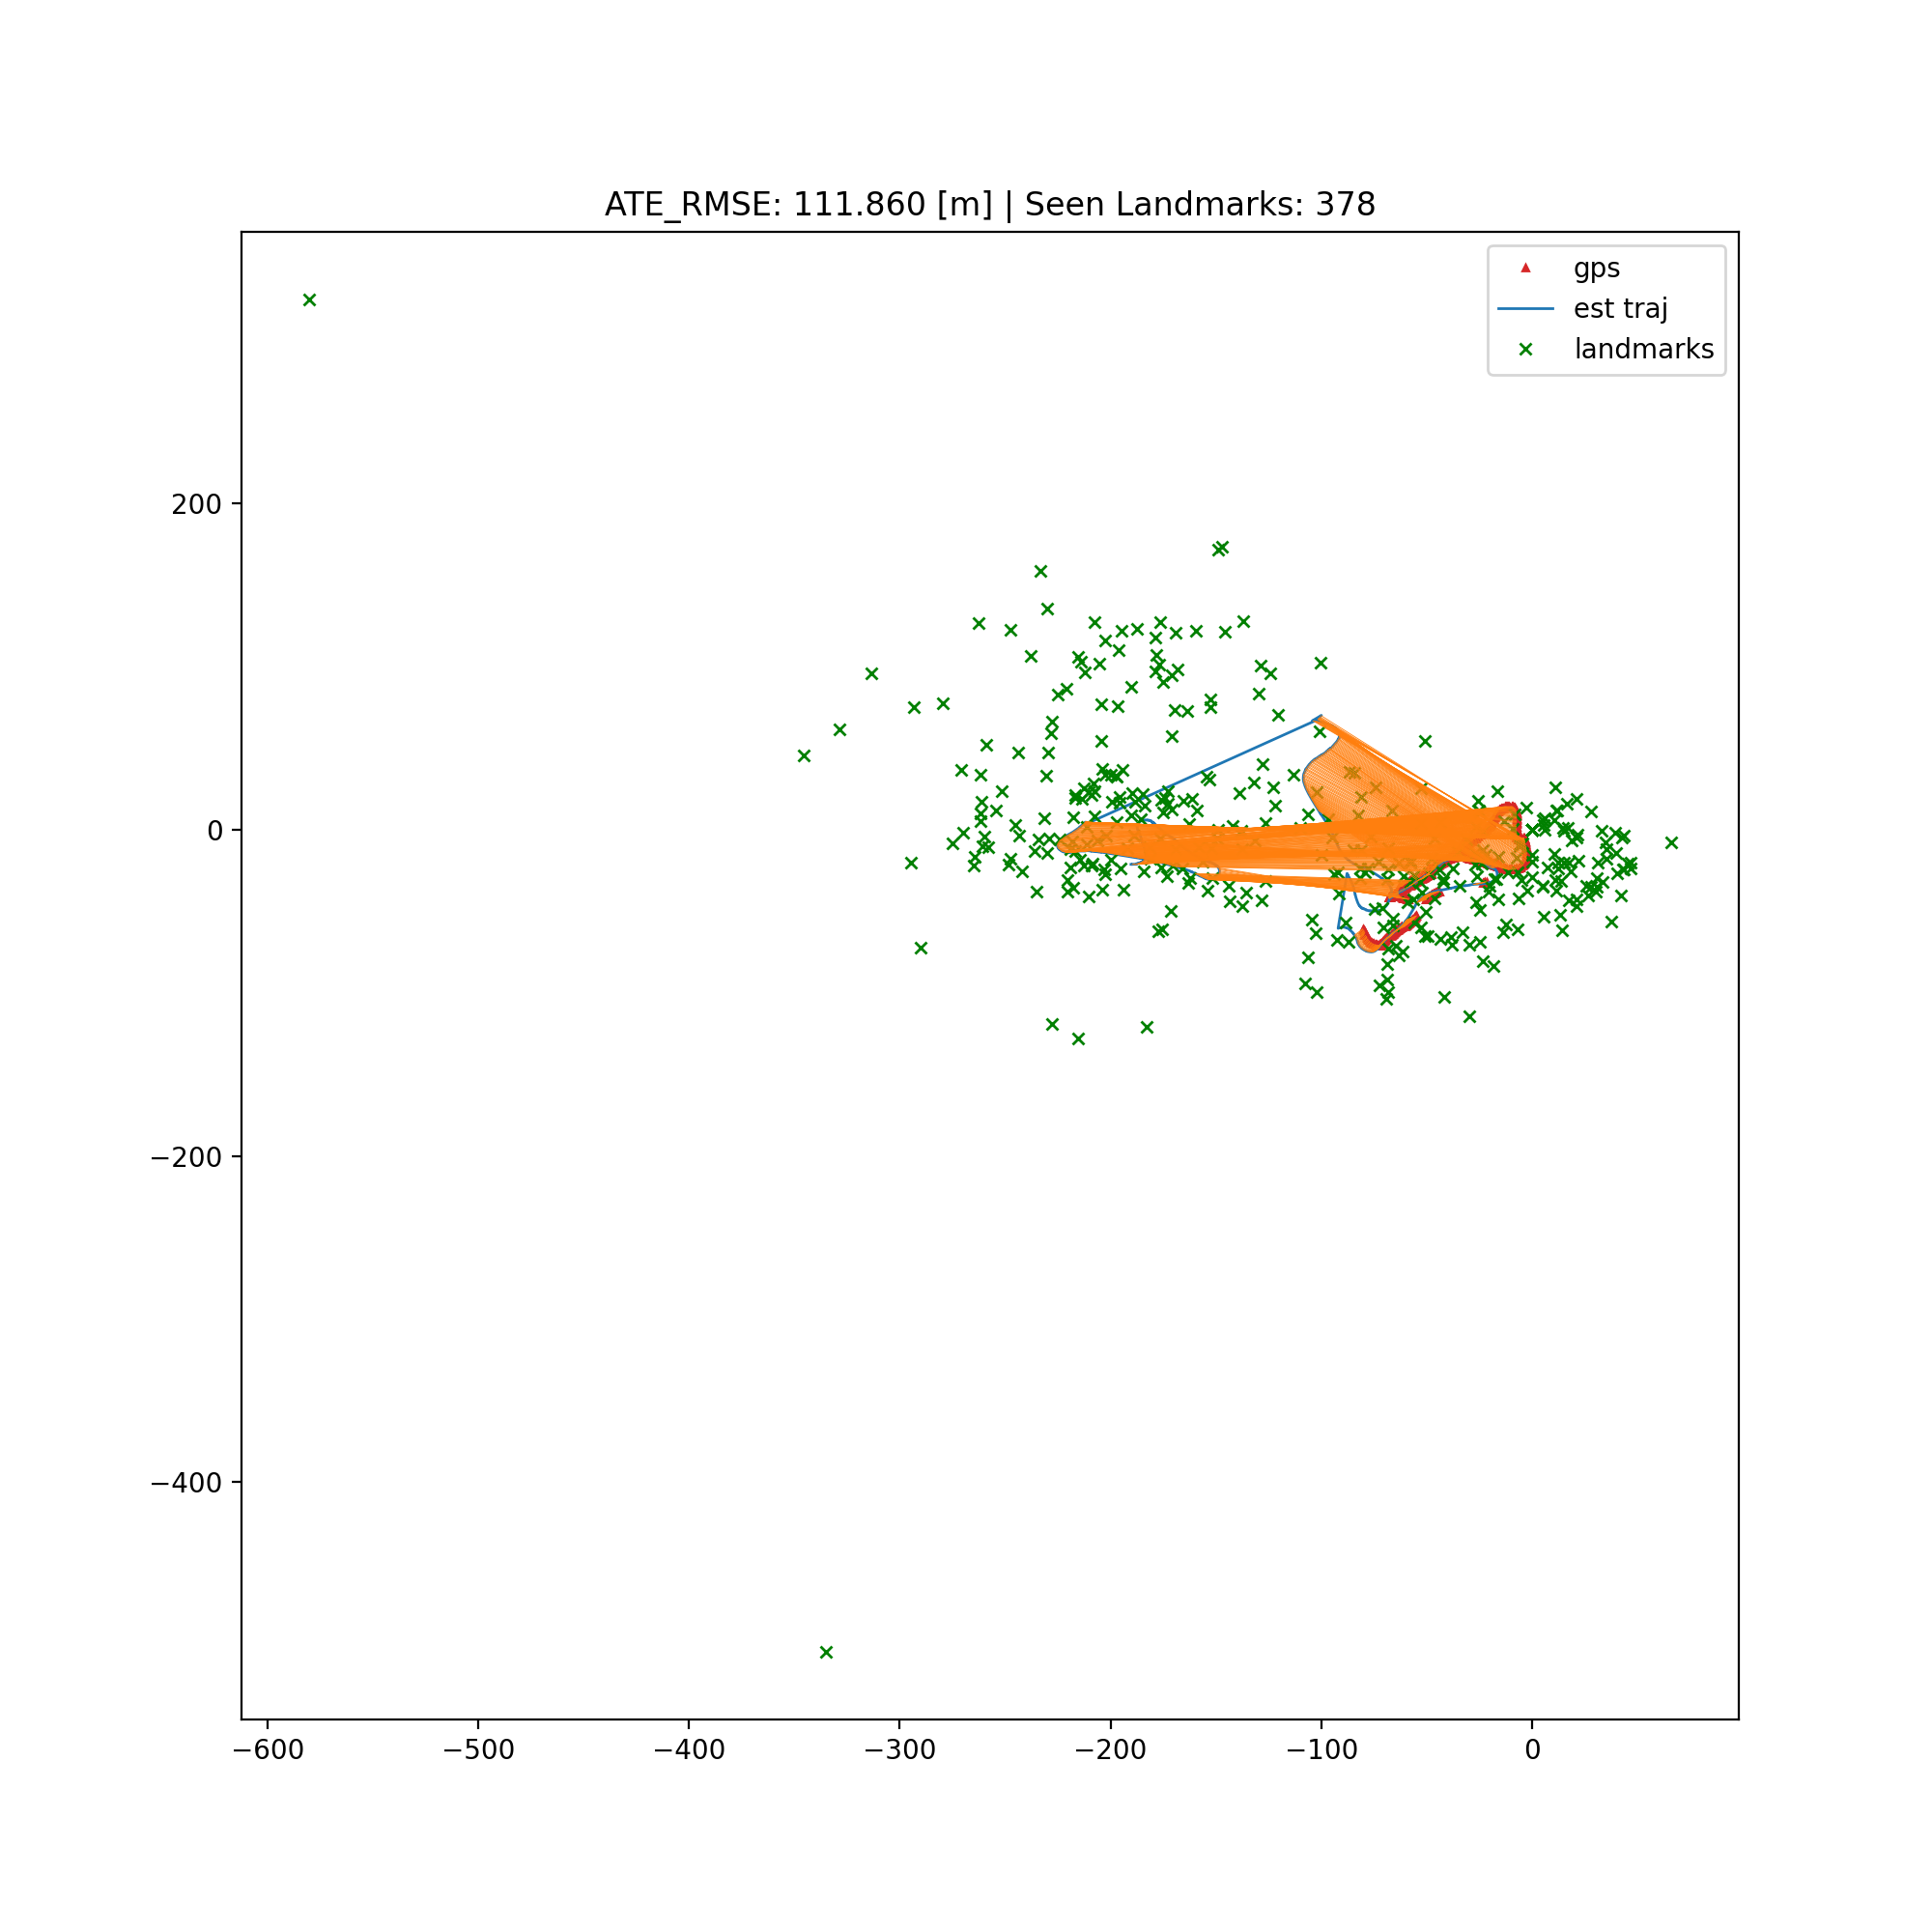 ATE_RMSE: 111.860 [m] | Seen Landmarks: 378
gps
est traj
landmarks
200
0
−200
−400
−600 −500 −400 −300 −200 −100 0